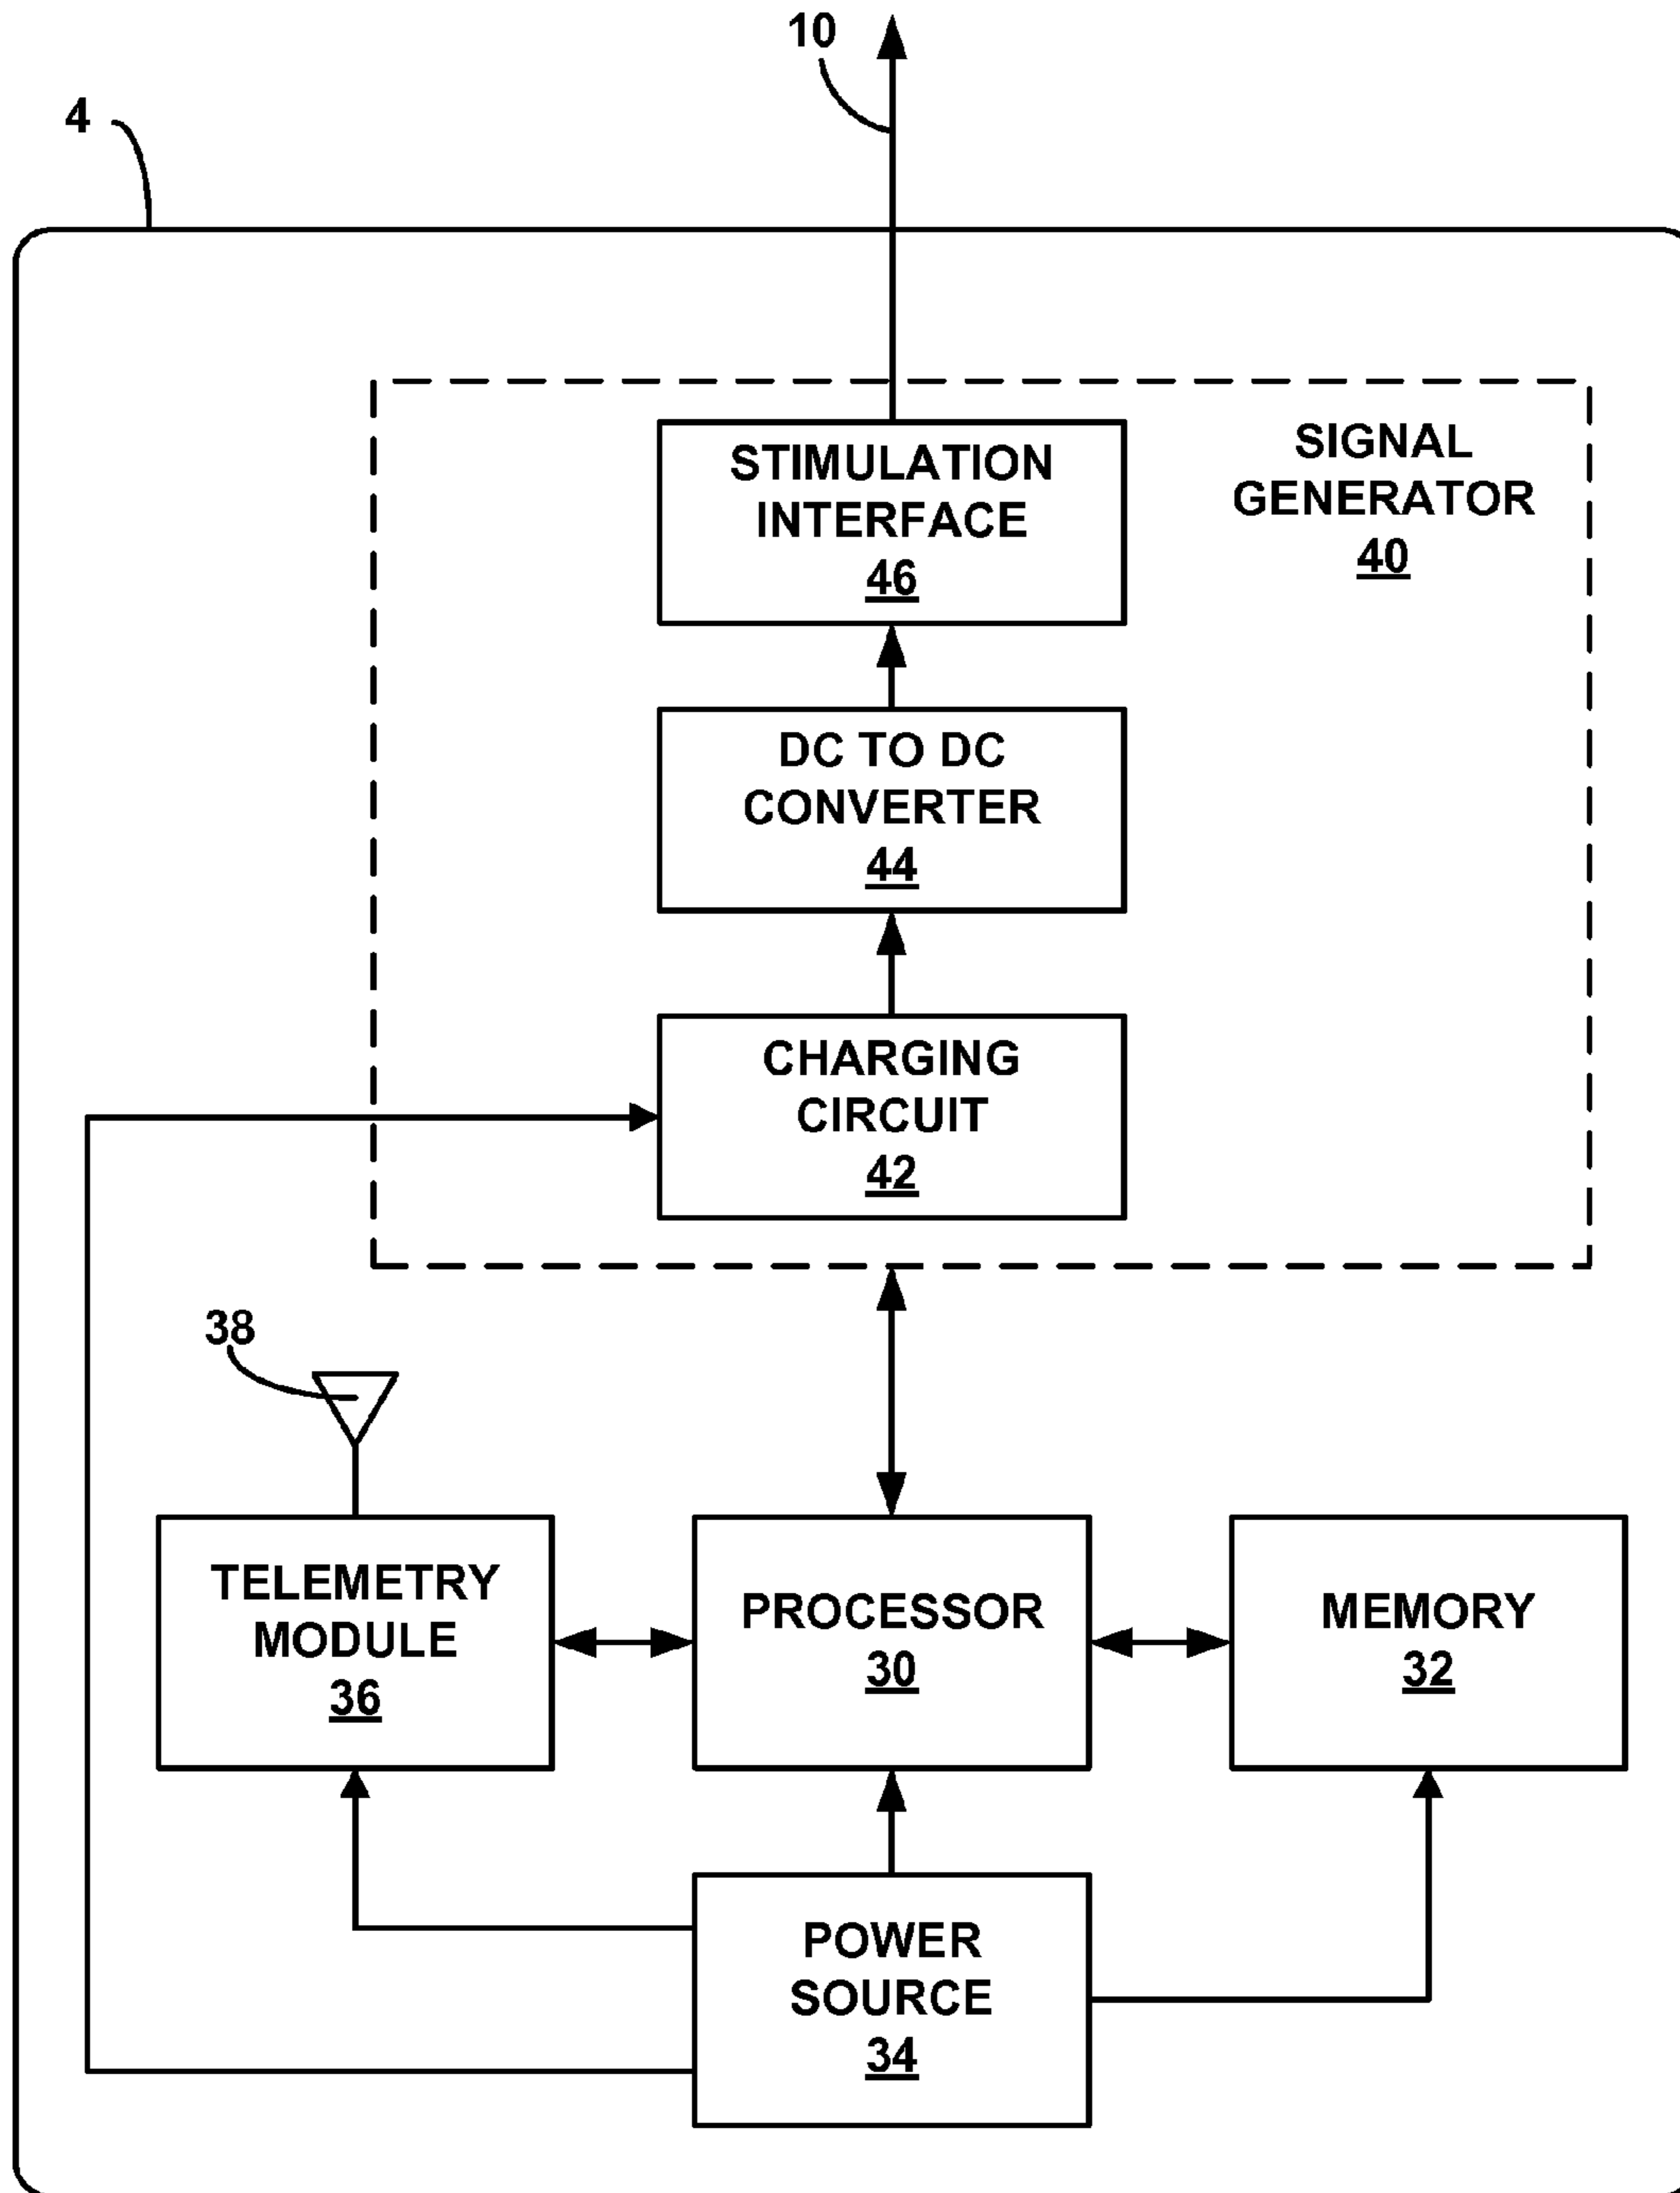 10
4
STIMULATION
INTERFACE
46
SIGNAL
GENERATOR
40
DC TO DC
CONVERTER
44
CHARGING
CIRCUIT
42
38
TELEMETRY
MODULE
36
PROCESSOR
30
MEMORY
32
POWER
SOURCE
34